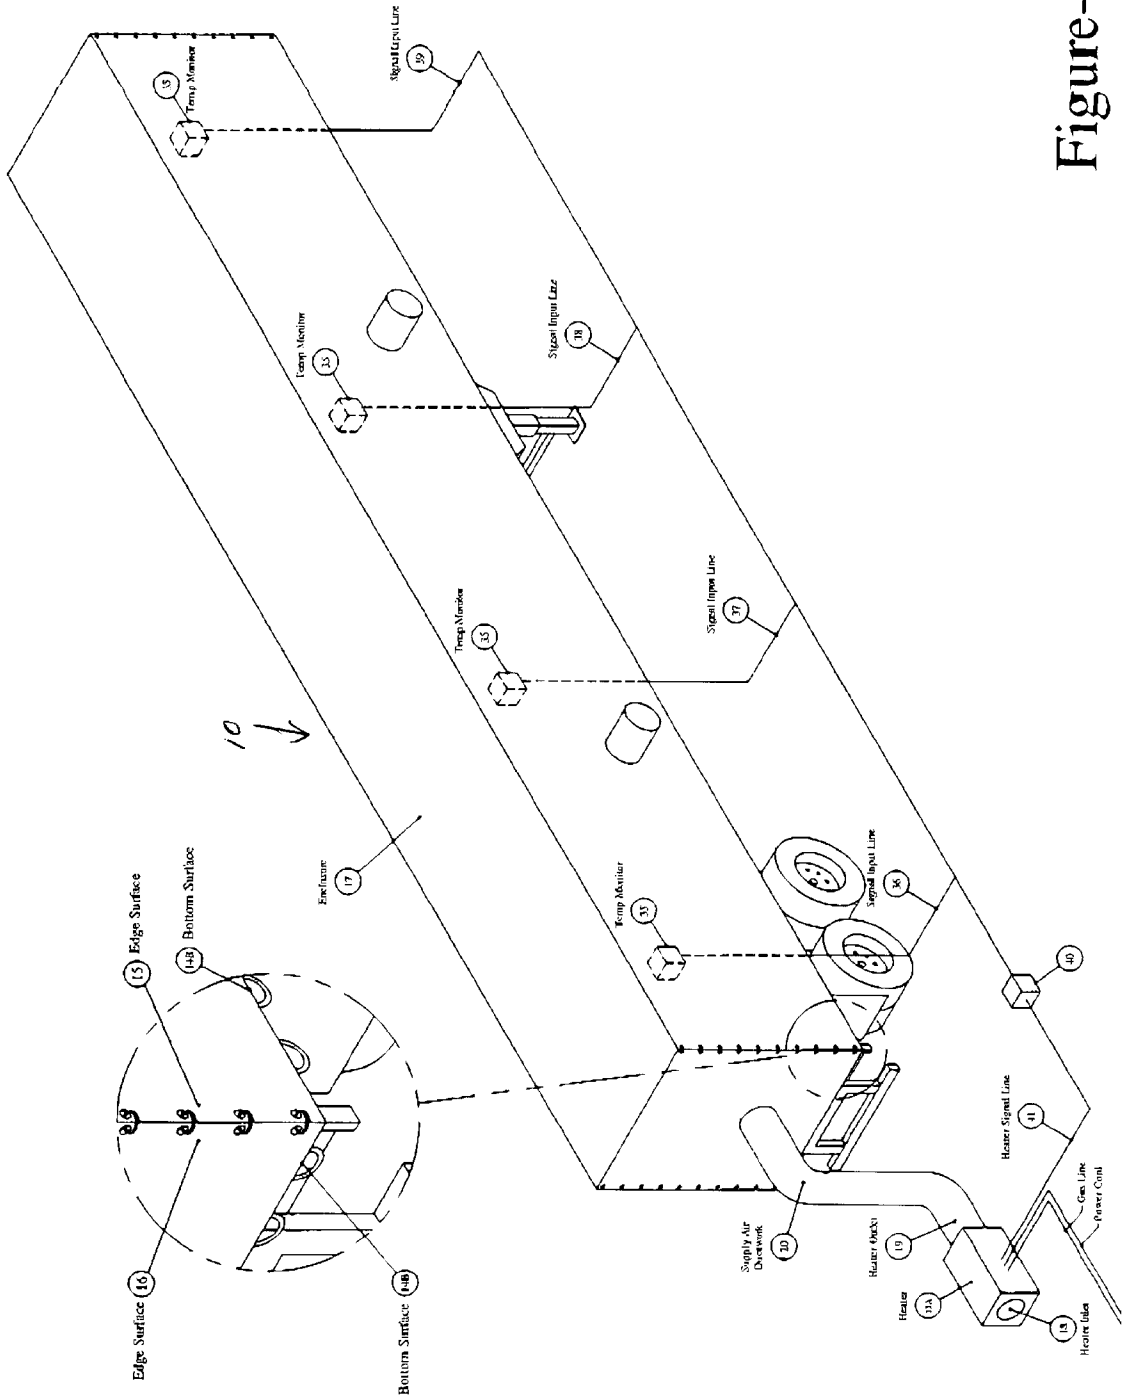 Figure-
10
Enclosure
17
Edge Surface
15
14B
Bottom Surface
Edge Surface
16
Bottom Surface
14B
Temp Monitor
35
Temp Monitor
35
Temp Monitor
35
Temp Monitor
35
Signal Input Line
39
Signal Input Line
38
Signal Input Line
37
Signal Input Line
36
40
Heater Signal Line
41
Gas Line
Power Cord
Supply Air
Ductwork
20
Heater Outlet
19
Heater
Heater Inlet
18